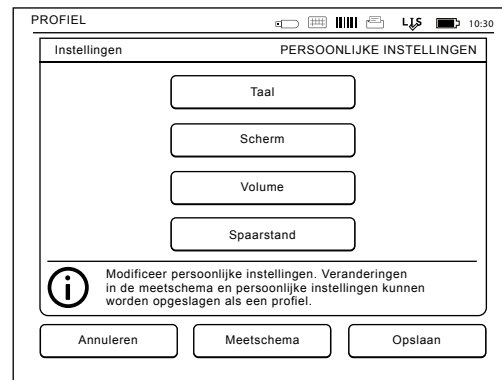 PROFIEL LIS 10:30
Instellingen PERSOONLIJKE INSTELLINGEN
Taal
Scherm
Volume
Spaarstand
Modificeer persoonlijke instellingen. Veranderingen
in de meetschema en persoonlijke instellingen kunnen
worden opgeslagen als een profiel.
Annuleren Meetschema Opslaan